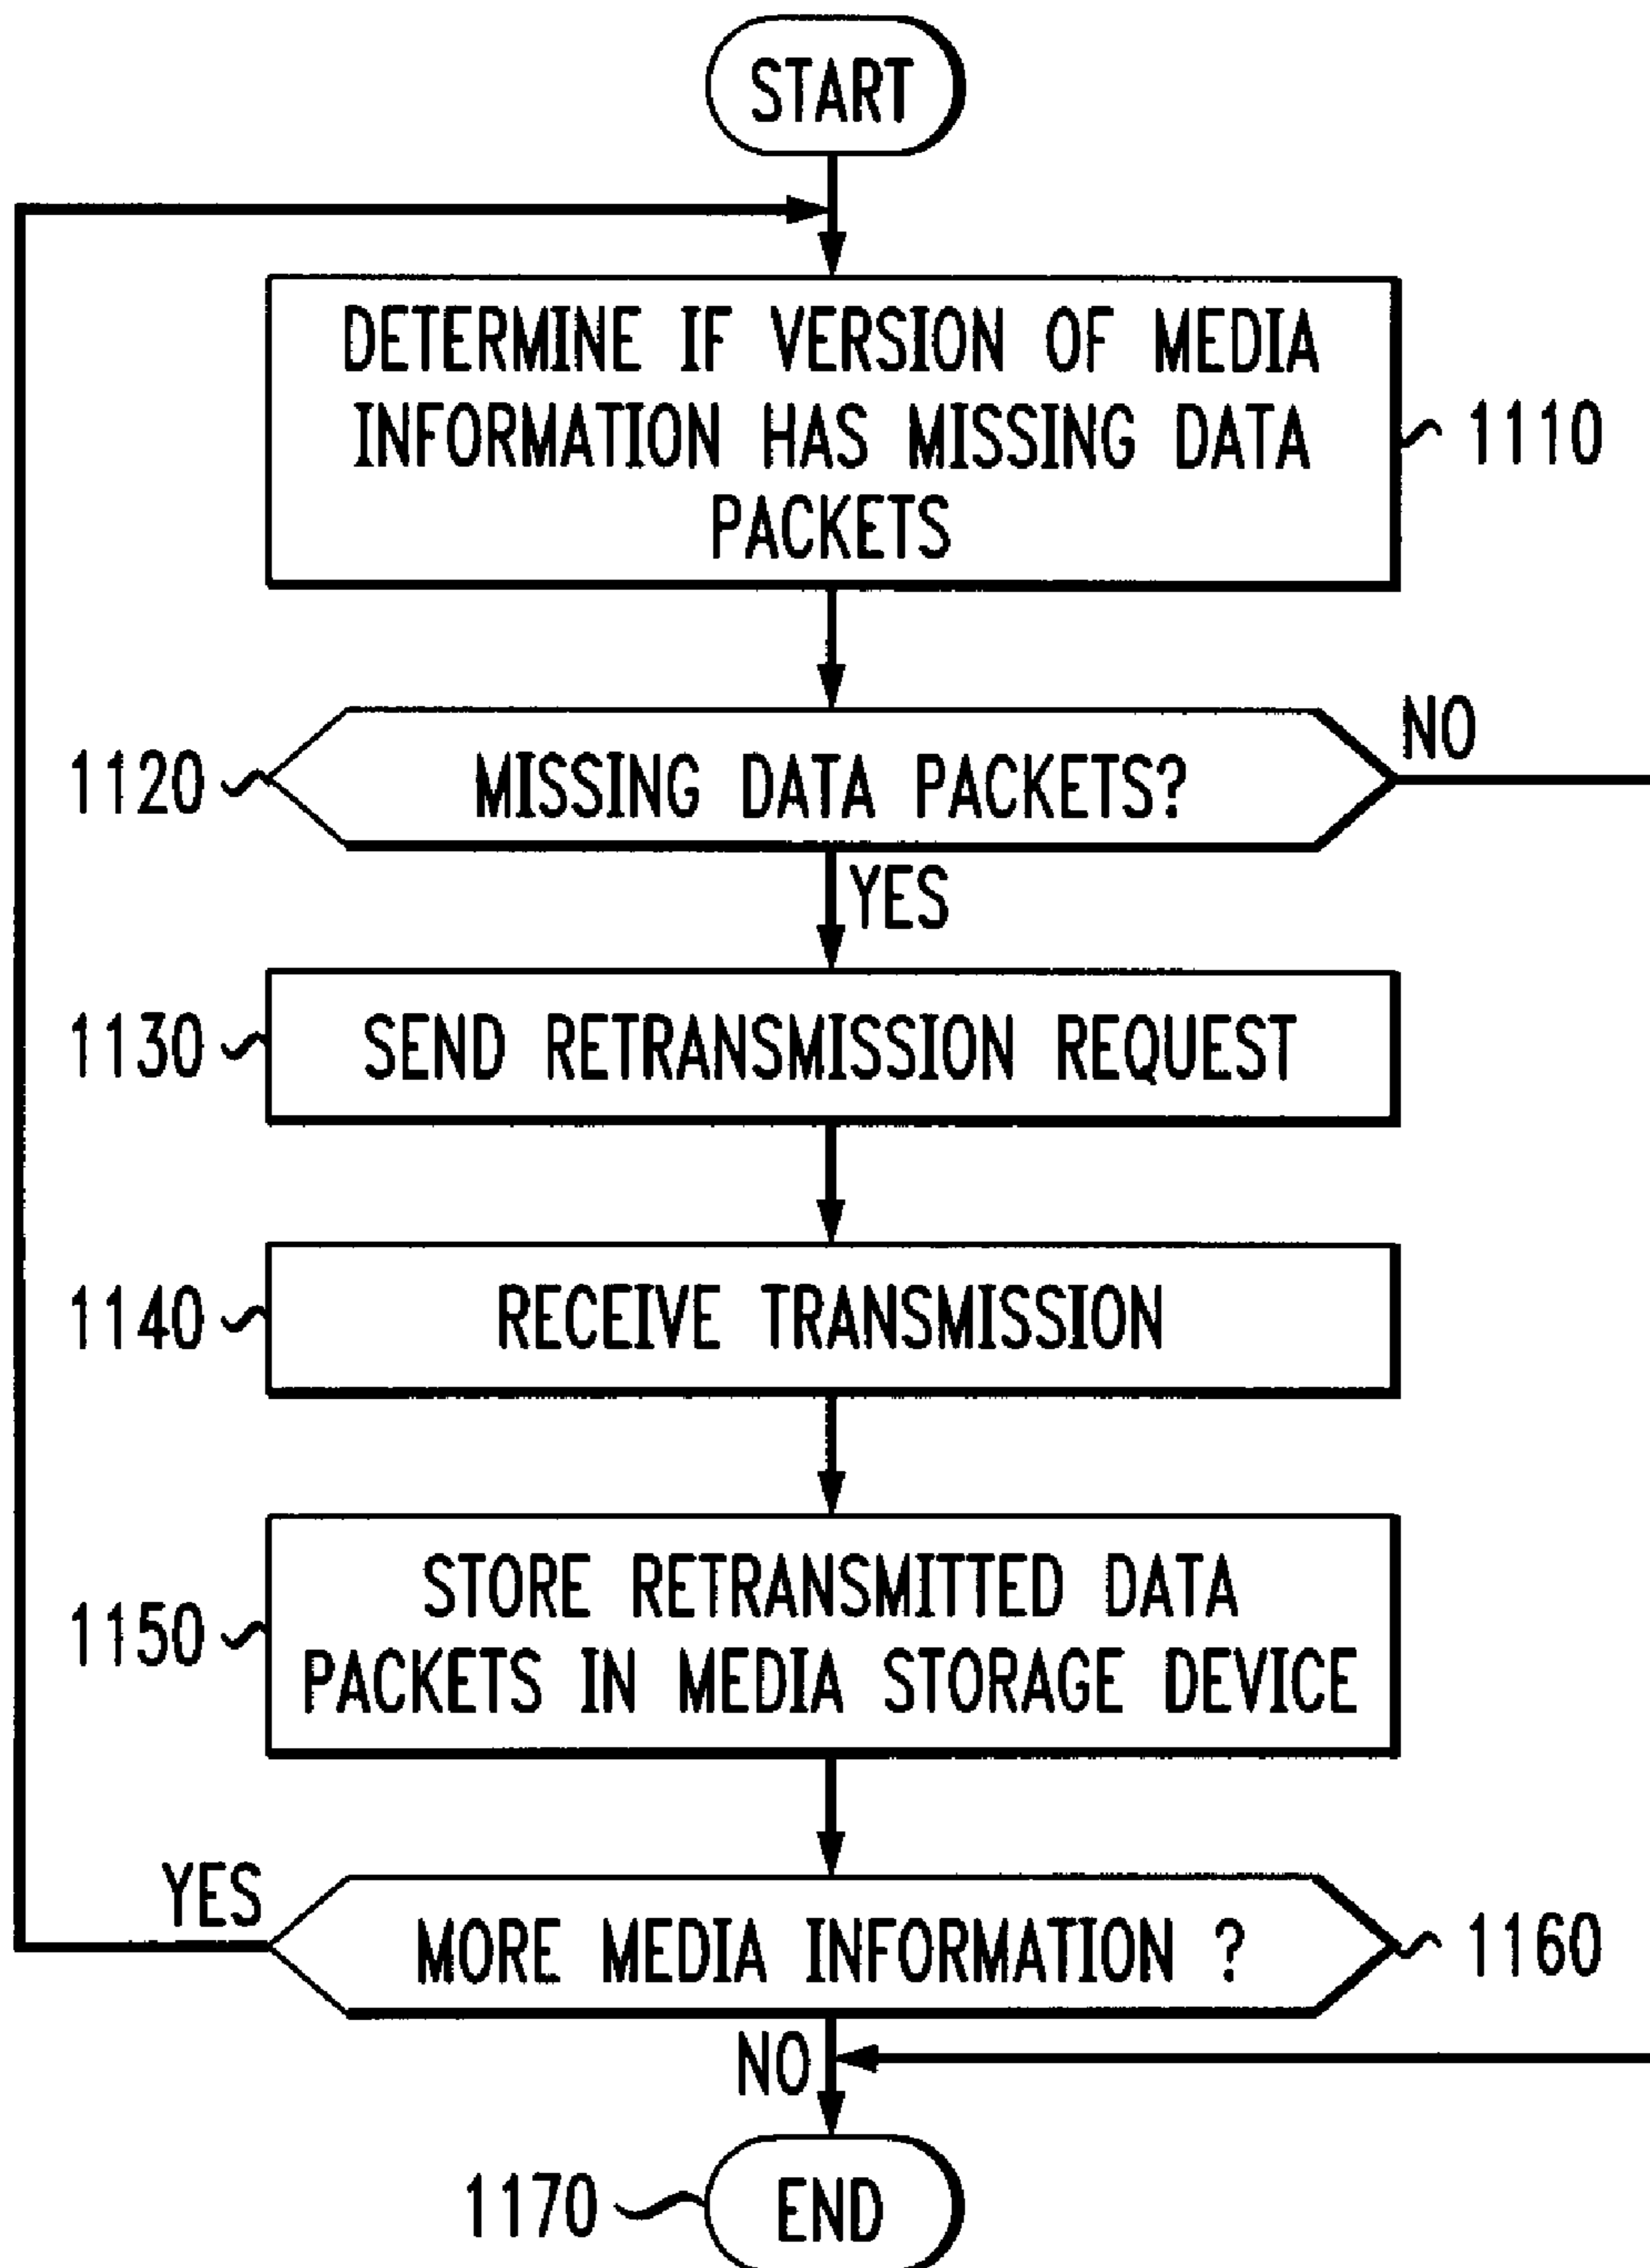 START
DETERMINE IF VERSION OF MEDIA
INFORMATION HAS MISSING DATA
PACKETS
1110
1120
MISSING DATA PACKETS?
NO
YES
1130
SEND RETRANSMISSION REQUEST
1140
RECEIVE TRANSMISSION
1150
STORE RETRANSMITTED DATA
PACKETS IN MEDIA STORAGE DEVICE
YES
MORE MEDIA INFORMATION ?
1160
NO
1170
END